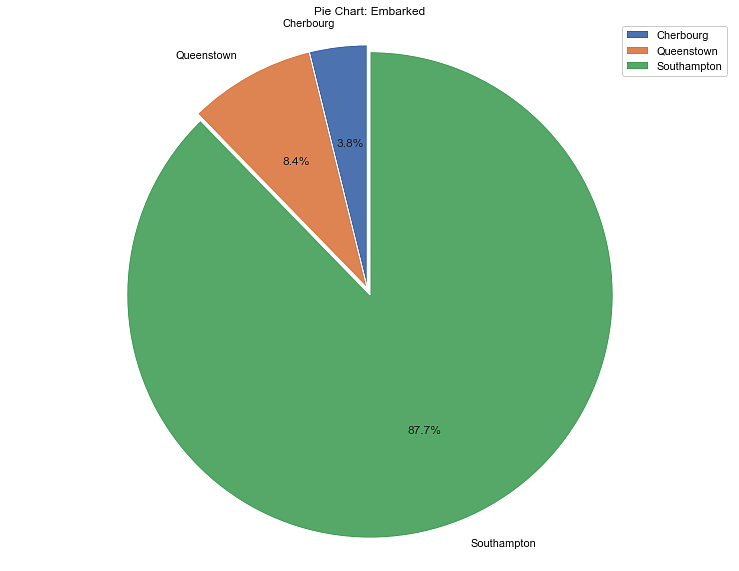 Pie Chart: Embarked
Cherbourg
Queenstown
Cherbourg
Queenstown
Southampton
3.8%
8.4%
87.7%
Southampton